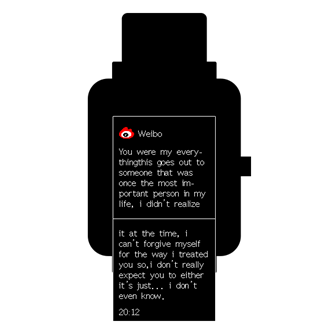 Weibo
You were my every-
thingthis goes out to
someone that was
once the most im-
portant person in my
life, i didn't realize
it at the time, i
can't forgive myself
for the way i treated
you so,i don't really
expect you to either
it's just... i don't
even know,
20:12